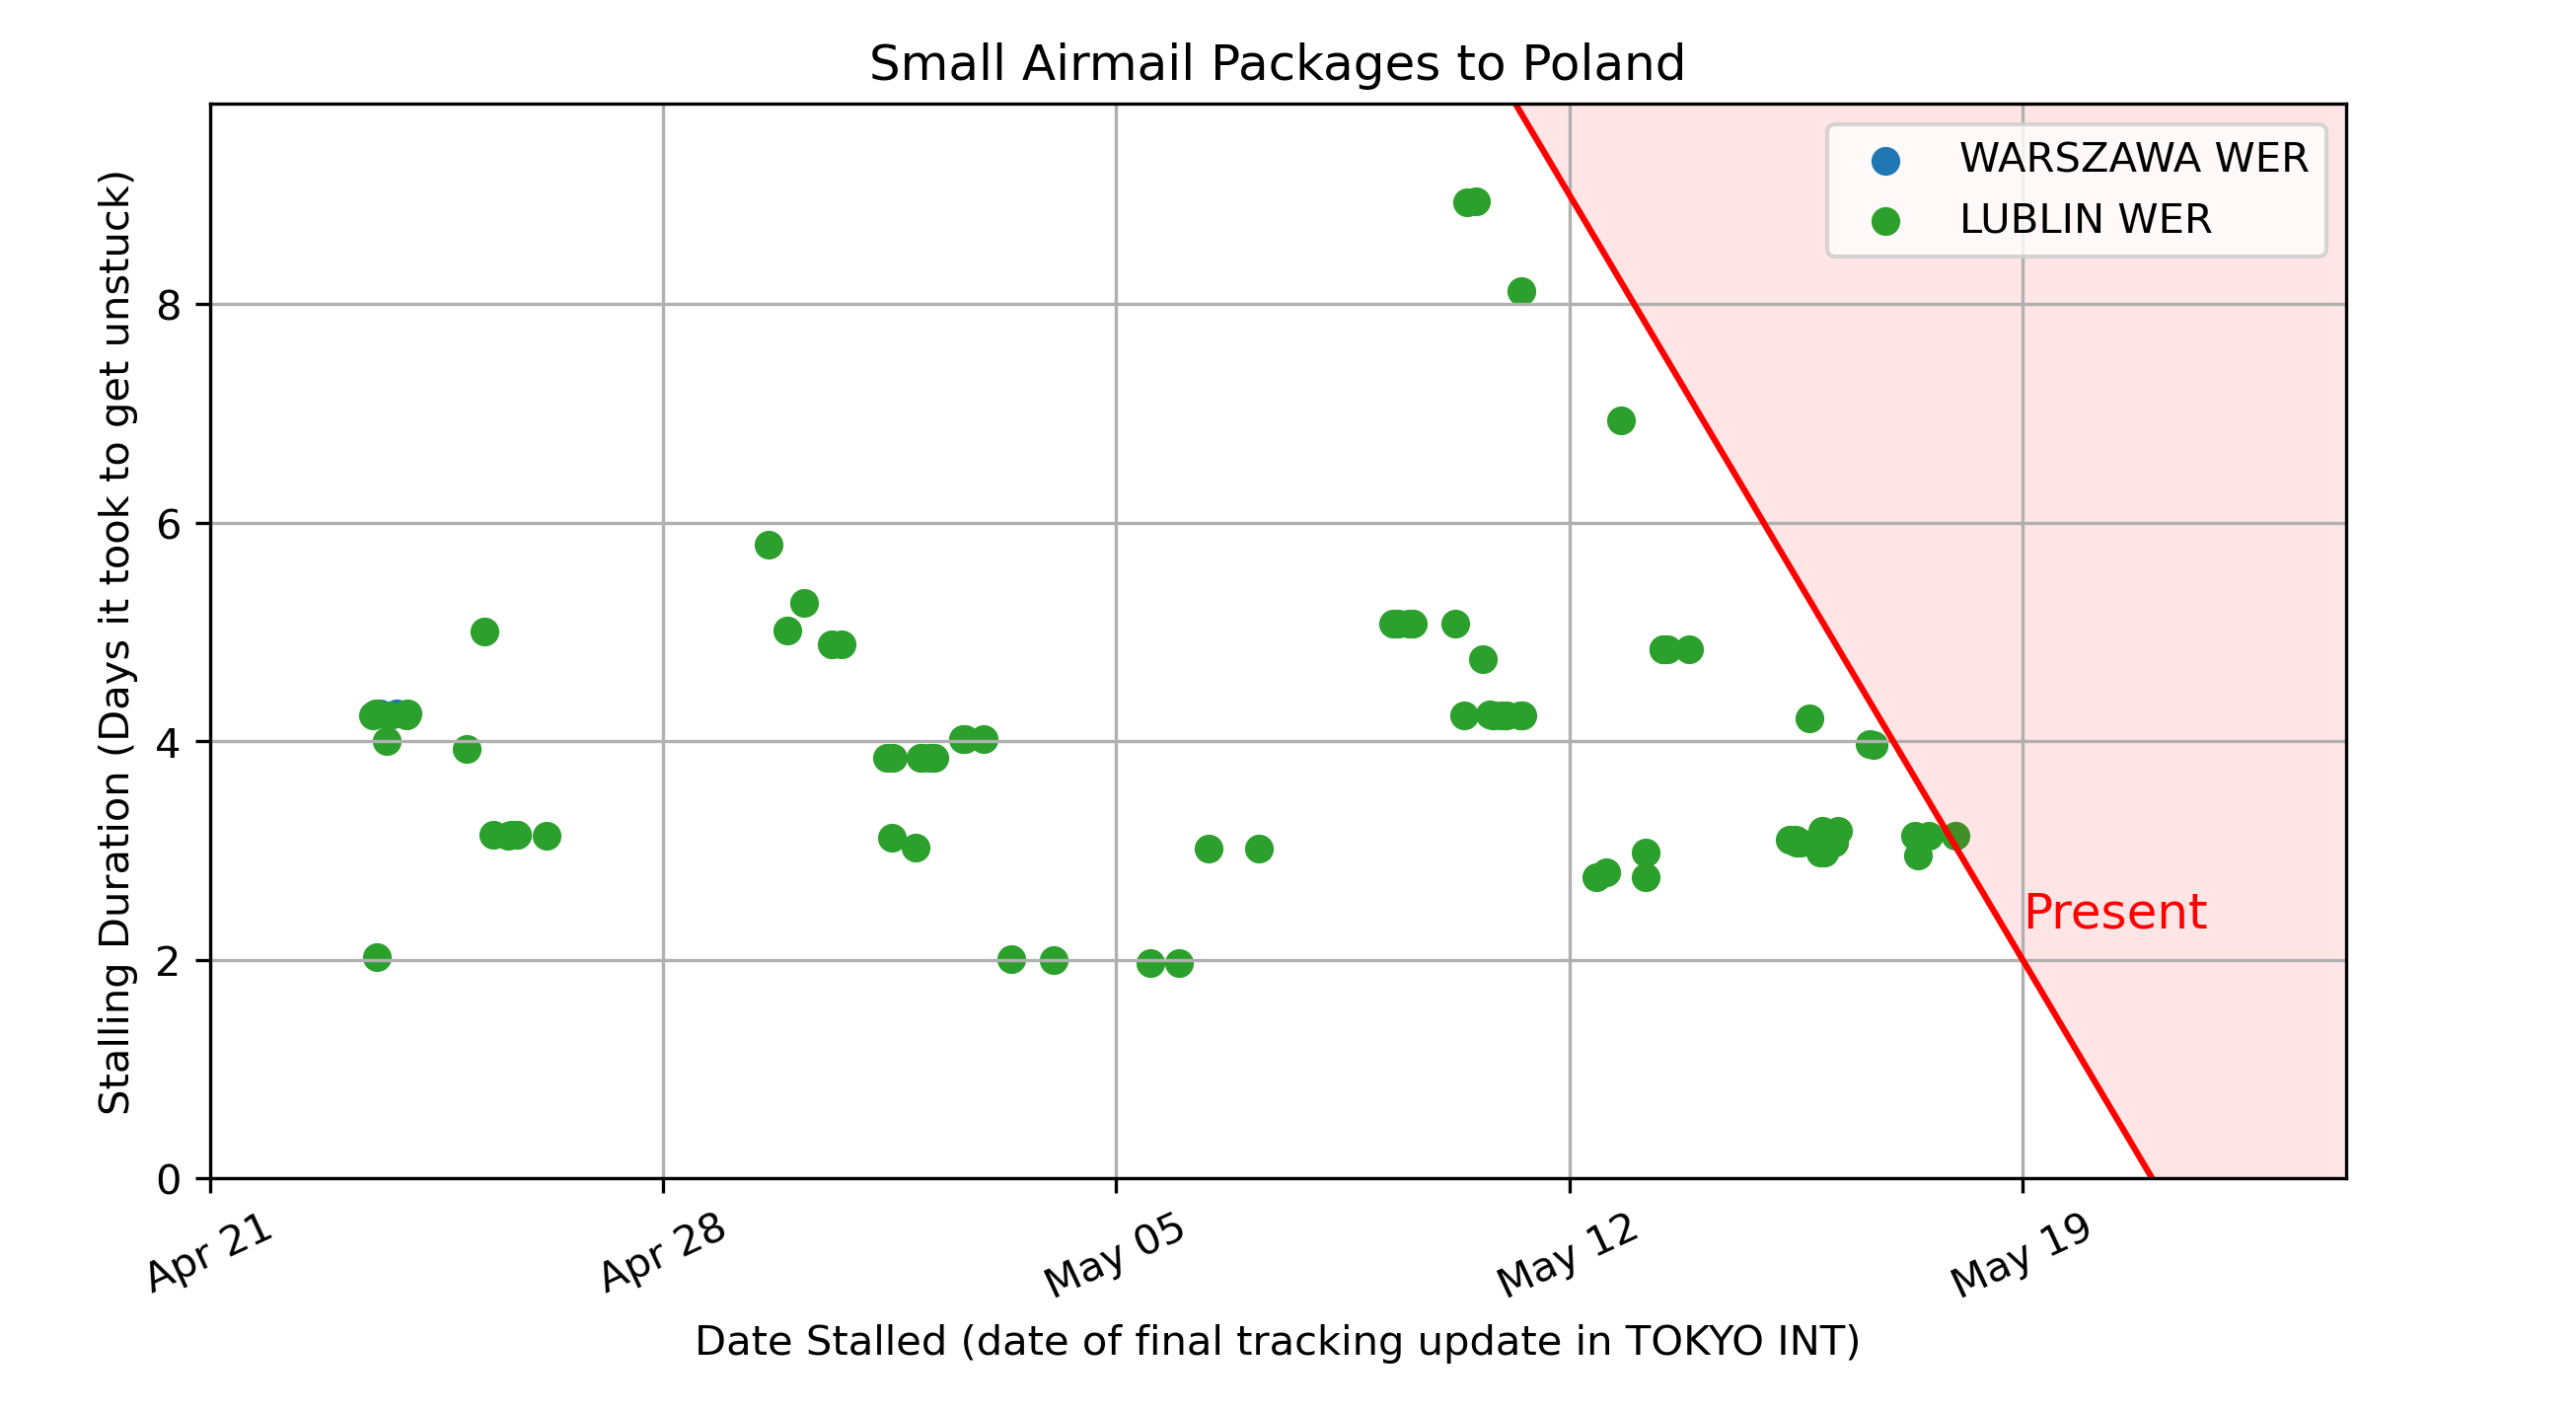 Small Airmail Packages to Poland
WARSZAWA WER
LUBLIN WER
Stalling Duration (Days it took to get unstuck)
8
6
4
2
0
Present
Apr 21
Apr 28
May 05
May 12
May 19
Date Stalled (date of final tracking update in TOKYO INT)